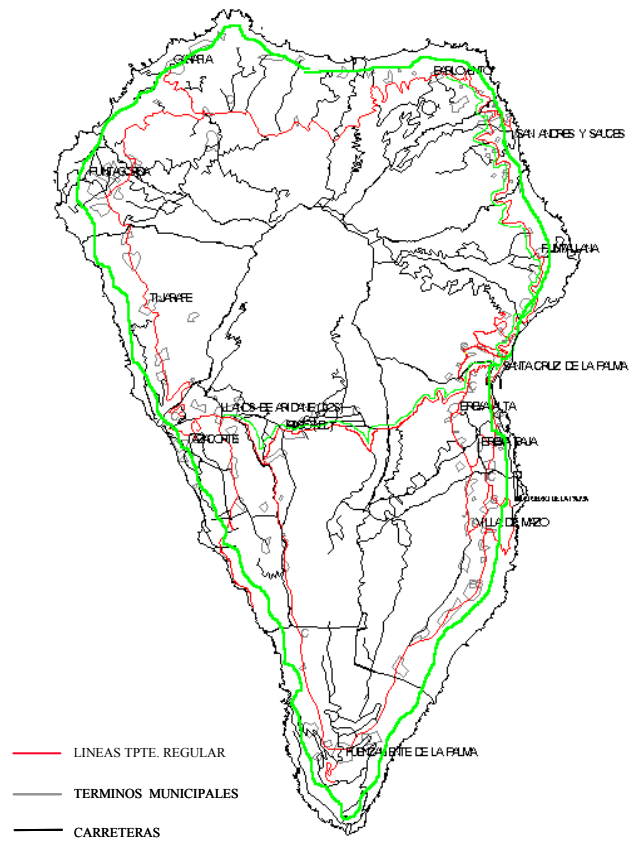 GARAFIA
BARLOVENTO
SAN ANDRES Y SAUCES
PUNTAGORDA
PUNTALLANA
TIJARAFE
SANTA CRUZ DE LA PALMA
LLANOS DE ARIDANE (LOS)
BREÑA ALTA
TAZACORTE
BREÑA BAJA
VILLA DE MAZO
FUENCALIENTE DE LA PALMA
LINEAS TPTE. REGULAR
TERMINOS MUNICIPALES
CARRETERAS